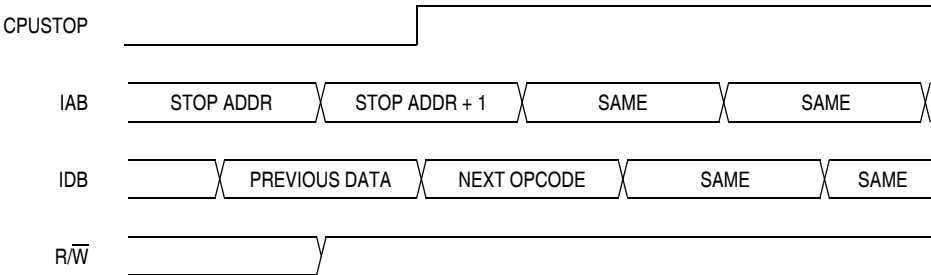 CPUSTOP
IAB STOP ADDR STOP ADDR + 1 SAME SAME
IDB PREVIOUS DATA NEXT OPCODE SAME SAME
R/W̅